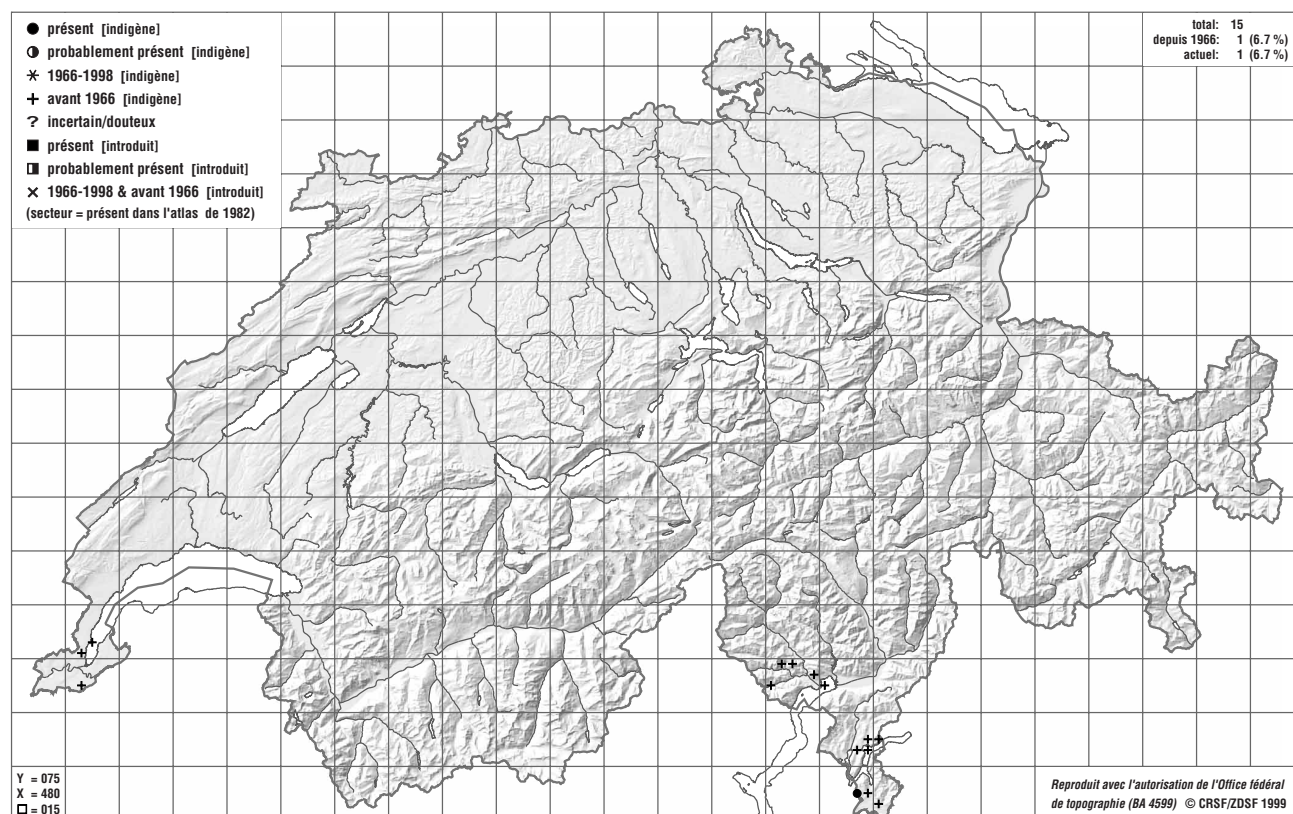 ● présent [indigène]
◑ probablement présent [indigène]
✳ 1966-1998 [indigène]
+ avant 1966 [indigène]
? incertain/douteux
■ présent [introduit]
◨ probablement présent [introduit]
× 1966-1998 & avant 1966 [introduit]
(secteur = présent dans l'atlas de 1982)
total: 15
depuis 1966: 1 (6.7 %)
actuel: 1 (6.7 %)
Y = 075
X = 480
□ = 015
Reproduit avec l'autorisation de l'Office fédéral
de topographie (BA 4599) © CRSF/ZDSF 1999